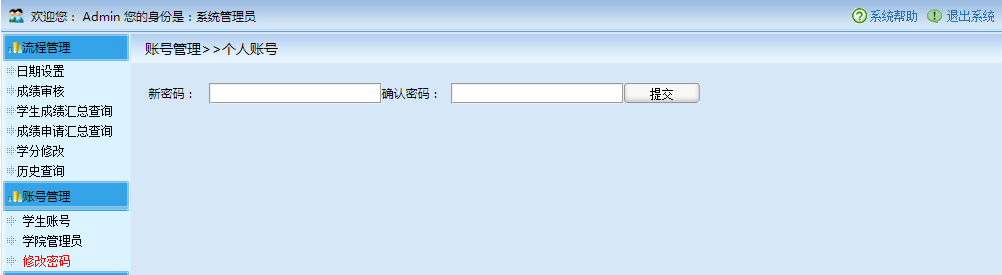 欢迎您： Admin 您的身份是：系统管理员
系统帮助 退出系统
流程管理
日期设置
成绩审核
学生成绩汇总查询
成绩申请汇总查询
学分修改
历史查询
账号管理
学生账号
学院管理员
修改密码
账号管理>>个人账号
新密码： 确认密码： 提交